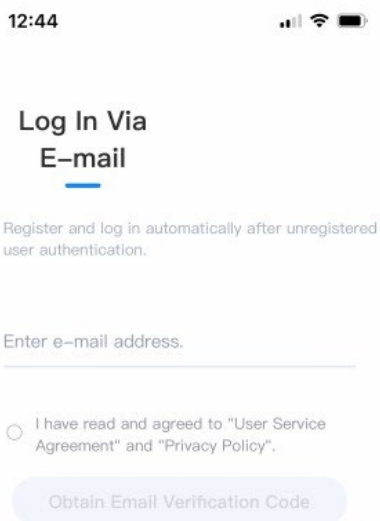 12:44
Log In Via
E-mail
Register and log in automatically after unregistered
user authentication.
Enter e-mail address.
I have read and agreed to "User Service
Agreement" and "Privacy Policy".
Obtain Email Verification Code